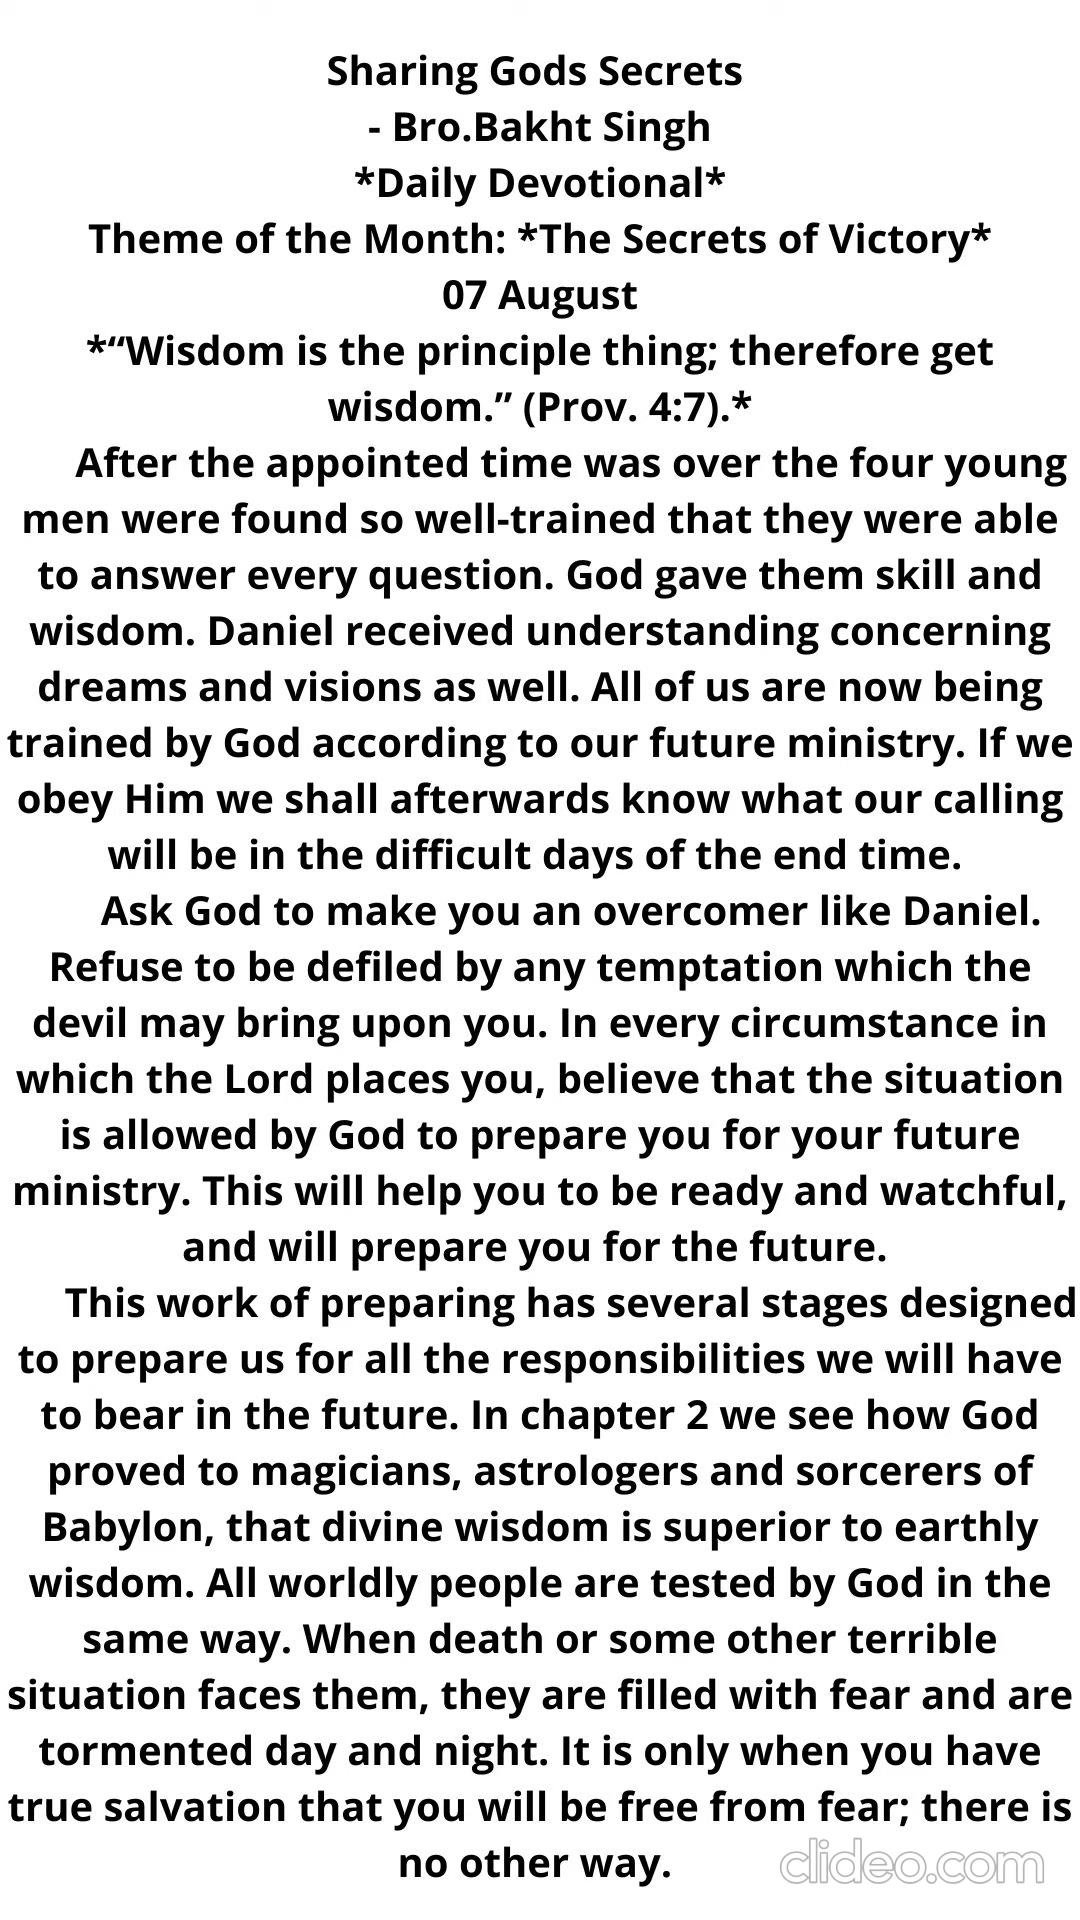 Sharing Gods Secrets
- Bro.Bakht Singh
*Daily Devotional*
Theme of the Month: *The Secrets of Victory*
07 August
*“Wisdom is the principle thing; therefore get
wisdom.” (Prov. 4:7).*
After the appointed time was over the four young
men were found so well-trained that they were able
to answer every question. God gave them skill and
wisdom. Daniel received understanding concerning
dreams and visions as well. All of us are now being
trained by God according to our future ministry. If we
obey Him we shall afterwards know what our calling
will be in the difficult days of the end time.
Ask God to make you an overcomer like Daniel.
Refuse to be defiled by any temptation which the
devil may bring upon you. In every circumstance in
which the Lord places you, believe that the situation
is allowed by God to prepare you for your future
ministry. This will help you to be ready and watchful,
and will prepare you for the future.
This work of preparing has several stages designed
to prepare us for all the responsibilities we will have
to bear in the future. In chapter 2 we see how God
proved to magicians, astrologers and sorcerers of
Babylon, that divine wisdom is superior to earthly
wisdom. All worldly people are tested by God in the
same way. When death or some other terrible
situation faces them, they are filled with fear and are
tormented day and night. It is only when you have
true salvation that you will be free from fear; there is
no other way.
clideo.com